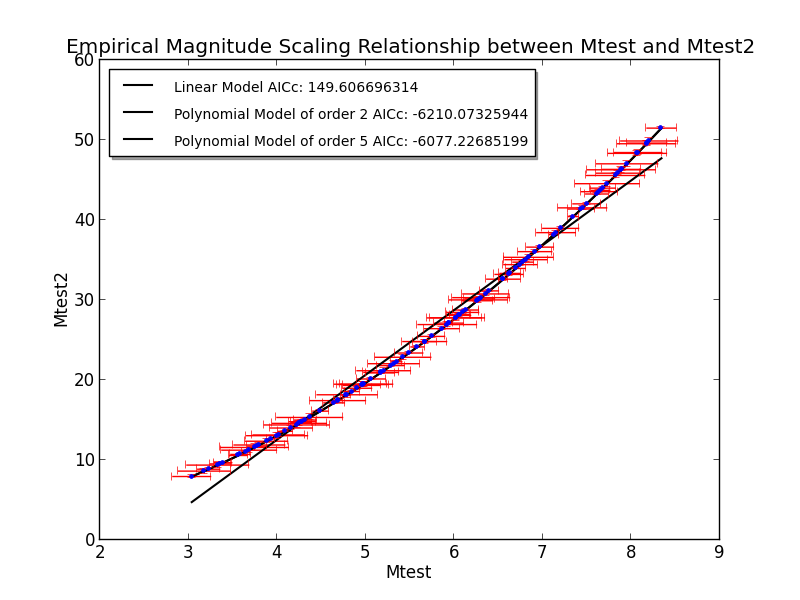 Empirical Magnitude Scaling Relationship between Mtest and Mtest2
60
Linear Model AICc: 149.606696314
Polynomial Model of order 2 AICc: -6210.07325944
Polynomial Model of order 5 AICc: -6077.22685199
50
40
30
20
10
0
Mtest2
2 3 4 5 6 7 8 9
Mtest